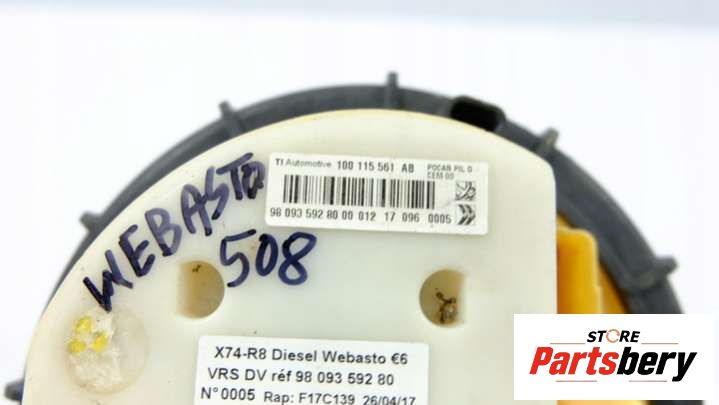 TI Automotive 100 115 561 AB
98 093 592 80 00 012 17 096 0005
WEBASTO
508
X74-R8 Diesel Webasto €6
VRS DV réf 98 093 592 80
N°0005 Rap: F17C139 26/04/17
STORE
Partsbery